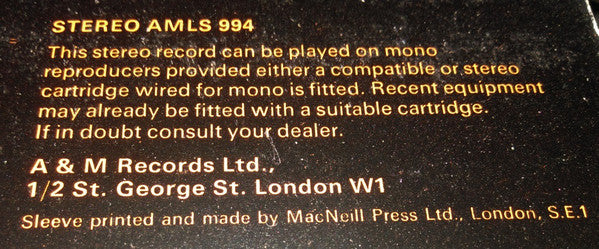 STEREO AMLS 994
This stereo record can be played on mono
reproducers provided either a compatible or stereo
cartridge wired for mono is fitted. Recent equipment
may already be fitted with a suitable cartridge.
If in doubt consult your dealer.
A & M Records Ltd.,
1/2 St. George St. London W1
Sleeve printed and made by MacNeill Press Ltd., London, S.E.1